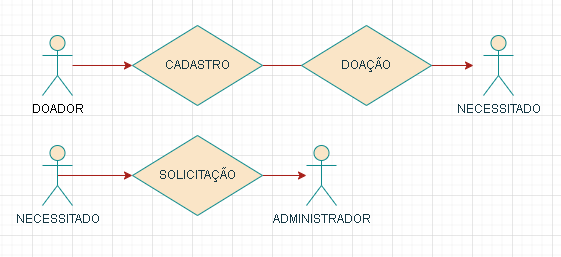 CADASTRO
DOAÇÃO
DOADOR
NECESSITADO
SOLICITAÇÃO
NECESSITADO
ADMINISTRADOR